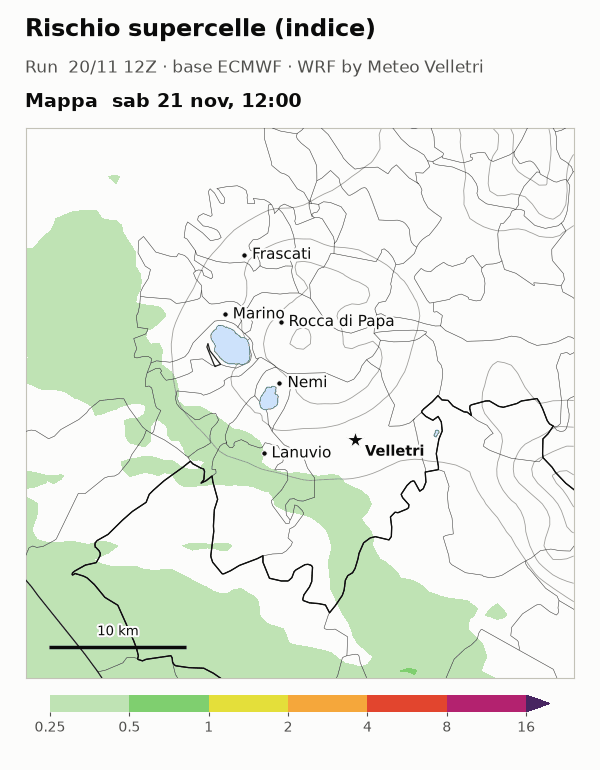 Rischio supercelle (indice)
Run  20/11 12Z · base ECMWF · WRF by Meteo Velletri
Mappa  sab 21 nov, 12:00
Frascati
Marino
Rocca di Papa
Nemi
Velletri
Lanuvio
10 km
0.25 0.5 1 2 4 8 16